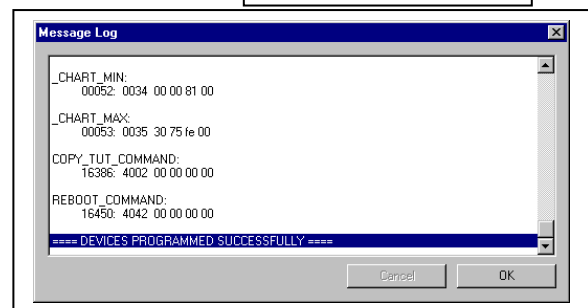 Message Log
_CHART_MIN:
00052: 0034 00 00 81 00
_CHART_MAX:
00053: 0035 30 75 fe 00
COPY_TUT_COMMAND:
16386: 4002 00 00 00 00
REBOOT_COMMAND:
16450: 4042 00 00 00 00
==== DEVICES PROGRAMMED SUCCESSFULLY ====
Cancel
OK